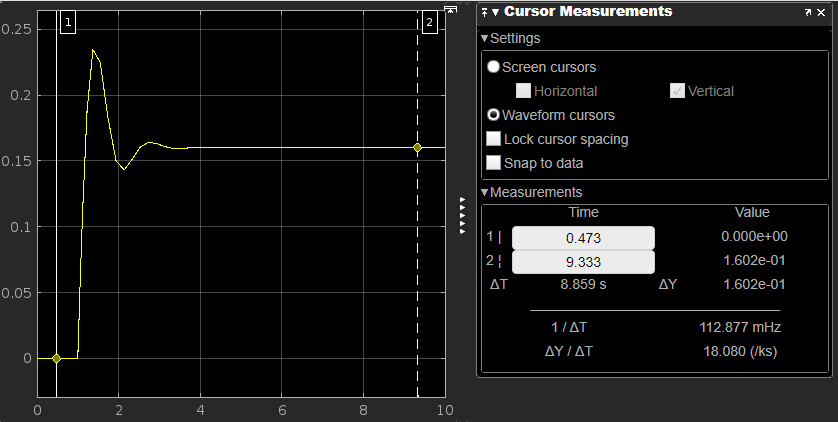 0.25
0.2
0.15
0.1
0.05
0
0 2 4 6 8 10
1
2
Cursor Measurements
Settings
Screen cursors
Horizontal Vertical
Waveform cursors
Lock cursor spacing
Snap to data
Measurements
Time Value
1 | 0.473 0.000e+00
2 ¦ 9.333 1.602e-01
ΔT 8.859 s ΔY 1.602e-01
1 / ΔT 112.877 mHz
ΔY / ΔT 18.080 (/ks)